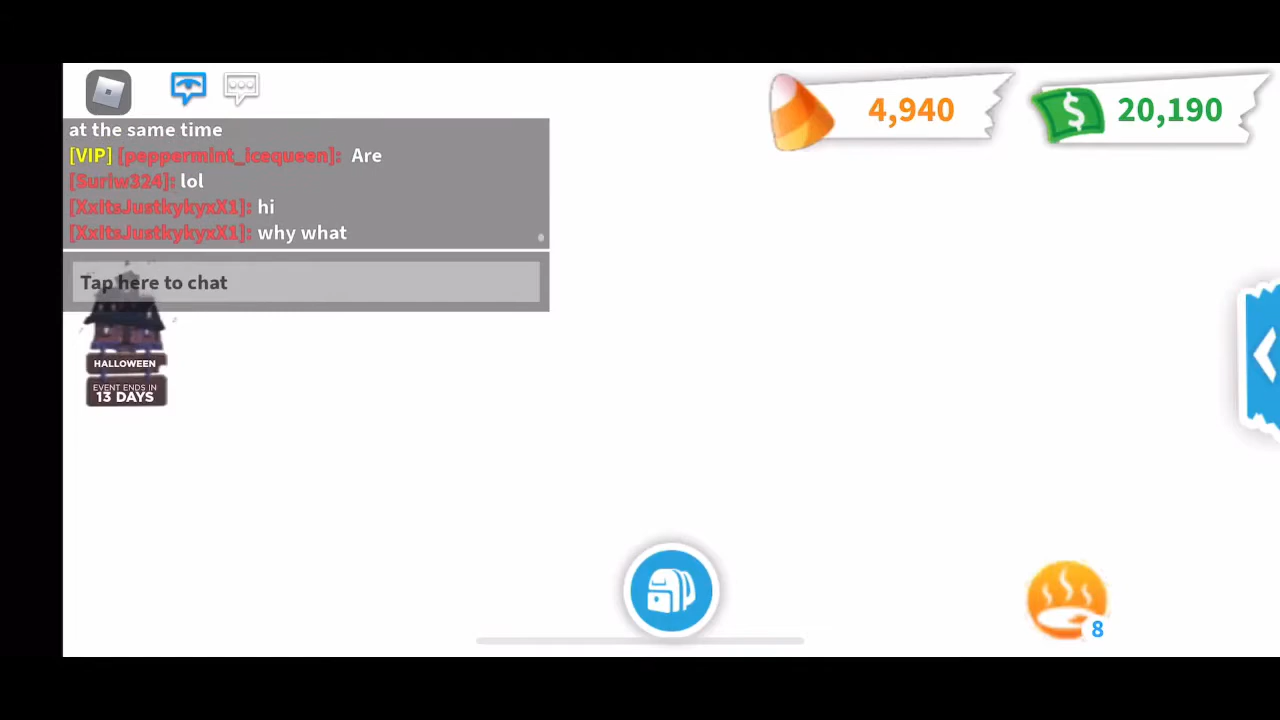 4,940
20,190
at the same time
[VIP] [peppermint_icequeen]: Are
[Suriw324]: lol
[XxItsJustkykyxX1]: hi
[XxItsJustkykyxX1]: why what
Tap here to chat
HALLOWEEN
EVENT ENDS IN
13 DAYS
8